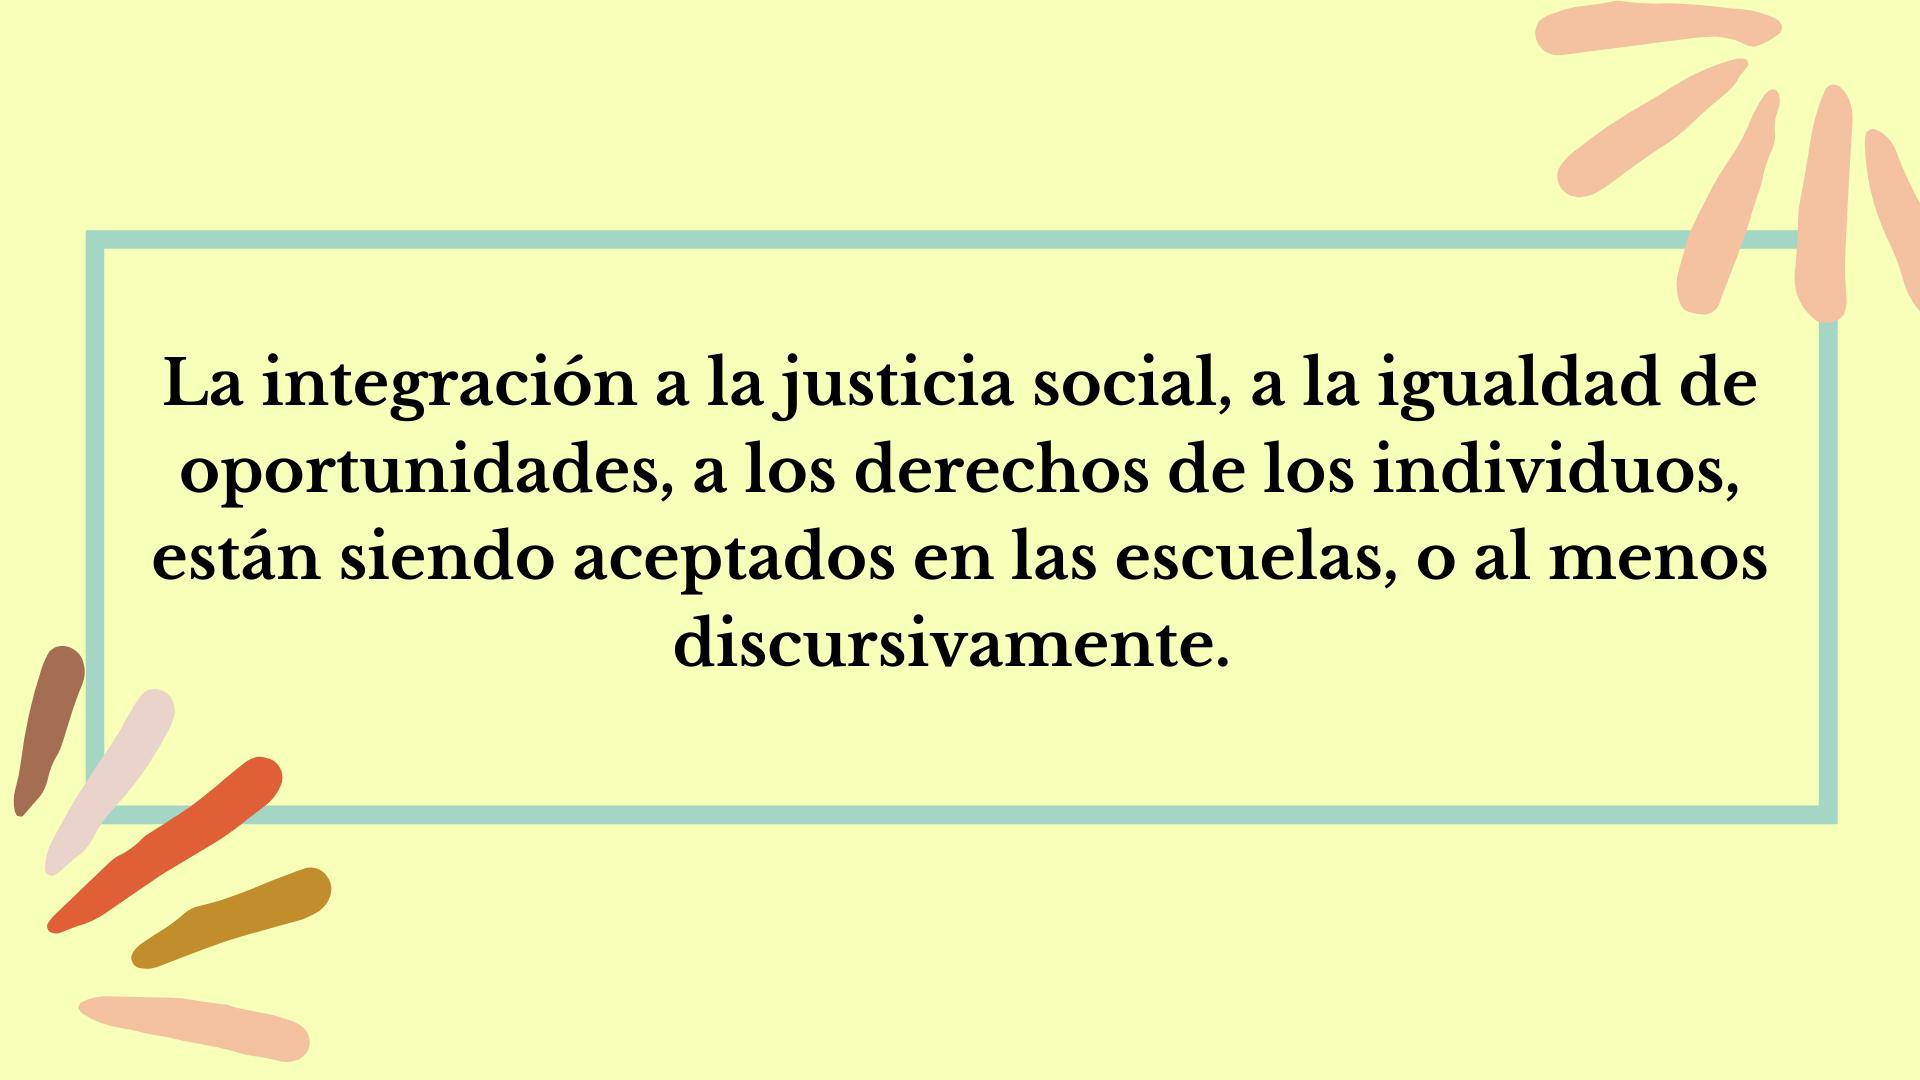 La integración a la justicia social, a la igualdad de
oportunidades, a los derechos de los individuos,
están siendo aceptados en las escuelas, o al menos
discursivamente.